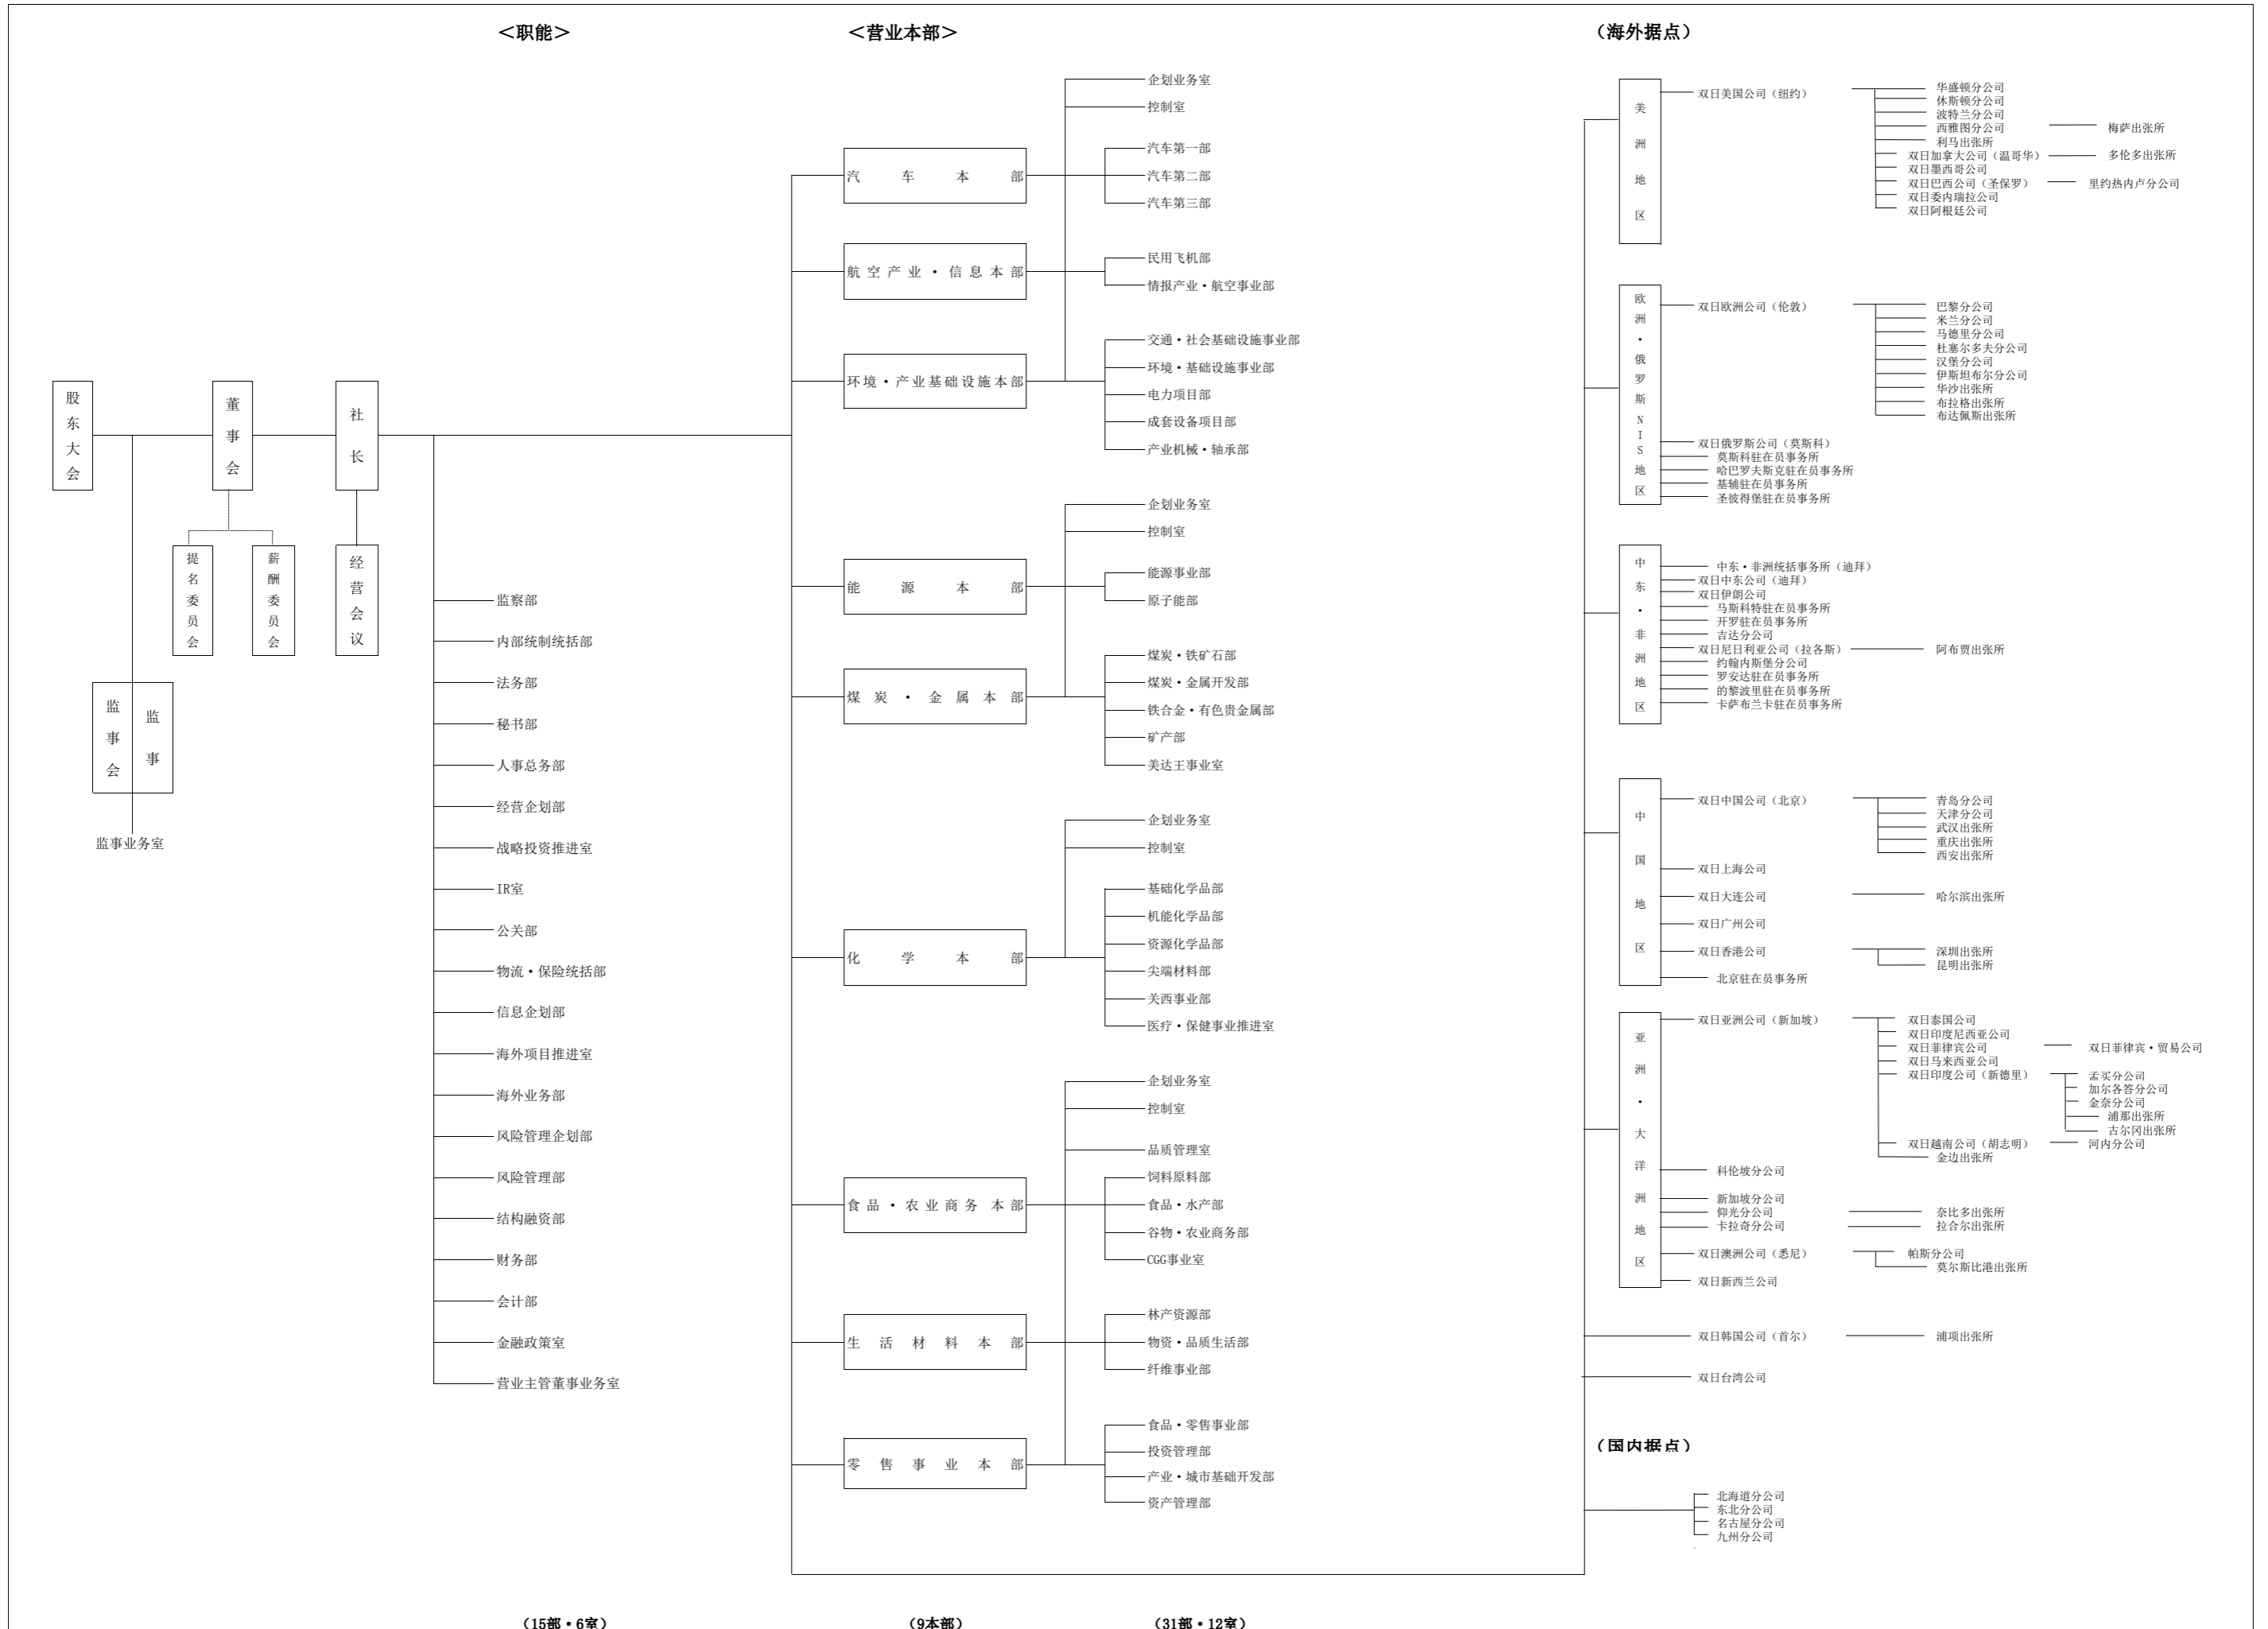 ＜职能＞
＜营业本部＞
（海外据点）
股东大会
董事会
社长
提名委员会
薪酬委员会
经营会议
监事会
监事
监事业务室
监察部
内部统制统括部
法务部
秘书部
人事总务部
经营企划部
战略投资推进室
IR室
公关部
物流・保险统括部
信息企划部
海外项目推进室
海外业务部
风险管理企划部
风险管理部
结构融资部
财务部
会计部
金融政策室
营业主管董事业务室
（15部・6室）
汽车本部
航空产业・信息本部
环境・产业基础设施本部
能源本部
煤炭・金属本部
化学本部
食品・农业商务 本部
生活材料本部
零售事业本部
（9本部）
企划业务室
控制室
汽车第一部
汽车第二部
汽车第三部
民用飞机部
情报产业・航空事业部
交通・社会基础设施事业部
环境・基础设施事业部
电力项目部
成套设备项目部
产业机械・轴承部
企划业务室
控制室
能源事业部
原子能部
煤炭・铁矿石部
煤炭・金属开发部
铁合金・有色贵金属部
矿产部
美达王事业室
企划业务室
控制室
基础化学品部
机能化学品部
资源化学品部
尖端材料部
关西事业部
医疗・保健事业推进室
企划业务室
控制室
品质管理室
饲料原料部
食品・水产部
谷物・农业商务部
CGG事业室
林产资源部
物资・品质生活部
纤维事业部
食品・零售事业部
投资管理部
产业・城市基础开发部
资产管理部
（31部・12室）
美洲地区
双日美国公司（纽约）
华盛顿分公司
休斯顿分公司
波特兰分公司
西雅图分公司
梅萨出张所
利马出张所
双日加拿大公司（温哥华）
多伦多出张所
双日墨西哥公司
双日巴西公司（圣保罗）
里约热内卢分公司
双日委内瑞拉公司
双日阿根廷公司
欧洲・俄罗斯NIS地区
双日欧洲公司（伦敦）
巴黎分公司
米兰分公司
马德里分公司
杜塞尔多夫分公司
汉堡分公司
伊斯坦布尔分公司
华沙出张所
布拉格出张所
布达佩斯出张所
双日俄罗斯公司（莫斯科）
莫斯科驻在员事务所
哈巴罗夫斯克驻在员事务所
基辅驻在员事务所
圣彼得堡驻在员事务所
中东・非洲地区
中东・非洲统括事务所（迪拜）
双日中东公司（迪拜）
双日伊朗公司
马斯科特驻在员事务所
开罗驻在员事务所
吉达分公司
双日尼日利亚公司（拉各斯）
阿布贾出张所
约翰内斯堡分公司
罗安达驻在员事务所
的黎波里驻在员事务所
卡萨布兰卡驻在员事务所
中国地区
双日中国公司（北京）
青岛分公司
天津分公司
武汉出张所
重庆出张所
西安出张所
双日上海公司
双日大连公司
哈尔滨出张所
双日广州公司
双日香港公司
深圳出张所
昆明出张所
北京驻在员事务所
亚洲・大洋洲地区
双日亚洲公司（新加坡）
双日泰国公司
双日印度尼西亚公司
双日菲律宾公司
双日菲律宾・贸易公司
双日马来西亚公司
双日印度公司（新德里）
孟买分公司
加尔各答分公司
金奈分公司
浦那出张所
古尔冈出张所
双日越南公司（胡志明）
河内分公司
金边出张所
科伦坡分公司
新加坡分公司
仰光分公司
奈比多出张所
卡拉奇分公司
拉合尔出张所
双日澳洲公司（悉尼）
帕斯分公司
莫尔斯比港出张所
双日新西兰公司
双日韩国公司（首尔）
浦项出张所
双日台湾公司
（国内据点）
北海道分公司
东北分公司
名古屋分公司
九州分公司